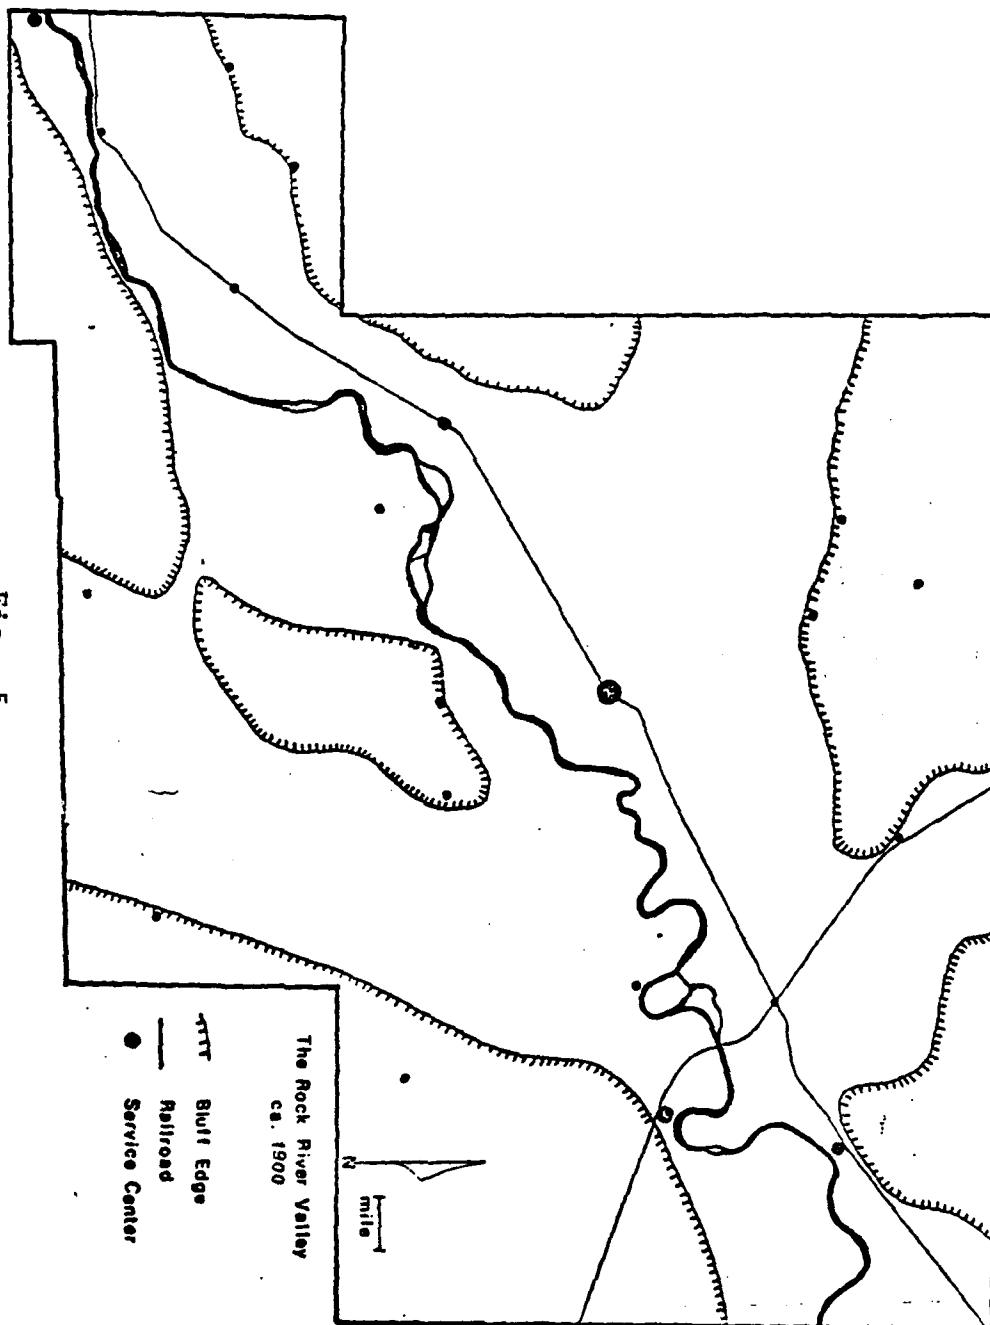 The Rock River Valley
ca. 1900
Bluff Edge
Railroad
Service Center
N
mile